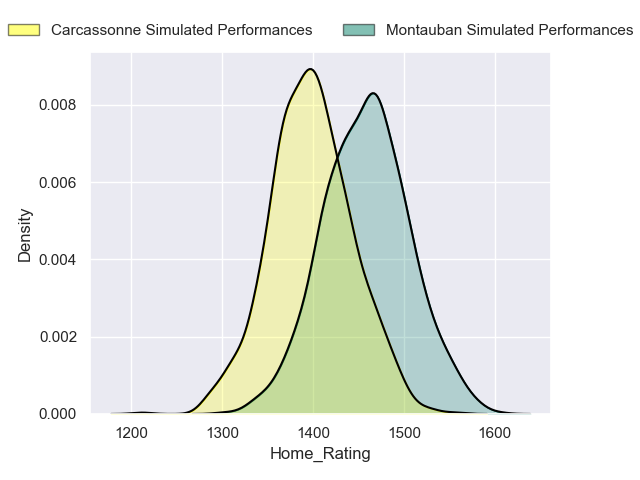 Carcassonne Simulated Performances Montauban Simulated Performances
0.008
0.006
0.004
0.002
0.000
Density
1200 1300 1400 1500 1600
Home_Rating